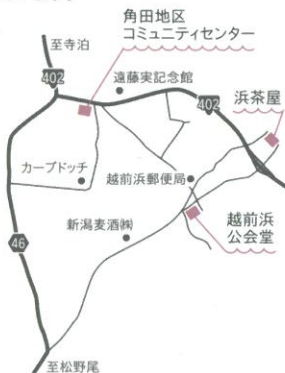 角田地区
コミュニティセンター
至寺泊
402
遠藤実記念館
402
浜茶屋
カーブドッチ
越前浜郵便局
新潟麦酒㈱
越前浜
公会堂
46
至松野尾